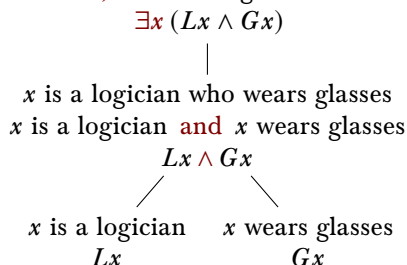 ∃x (Lx ∧ Gx)
x is a logician who wears glasses
x is a logician and x wears glasses
Lx ∧ Gx
x is a logician x wears glasses
Lx Gx